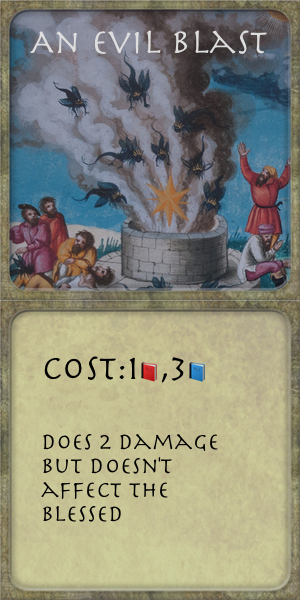 AN EVIL BLAST
COST:1📕,3📘
DOES 2 DAMAGE
BUT DOESN'T
AFFECT THE
BLESSED